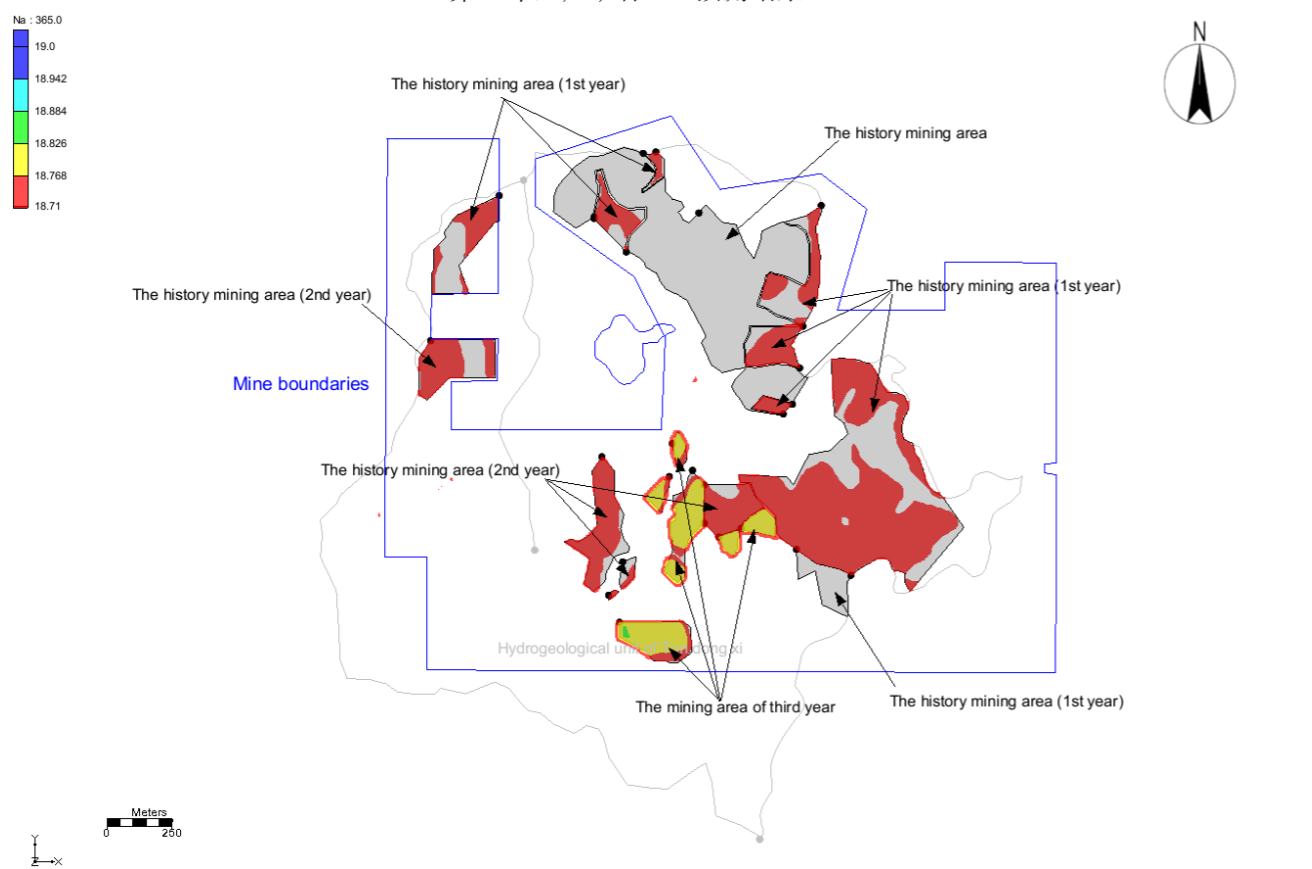 Na : 365.0
19.0
18.942
18.884
18.826
18.768
18.71
N
The history mining area (1st year)
The history mining area
The history mining area (2nd year)
The history mining area (1st year)
Mine boundaries
The history mining area (2nd year)
Hydrogeological
xi
The mining area of third year
The history mining area (1st year)
Meters
0 250
Y
Z X